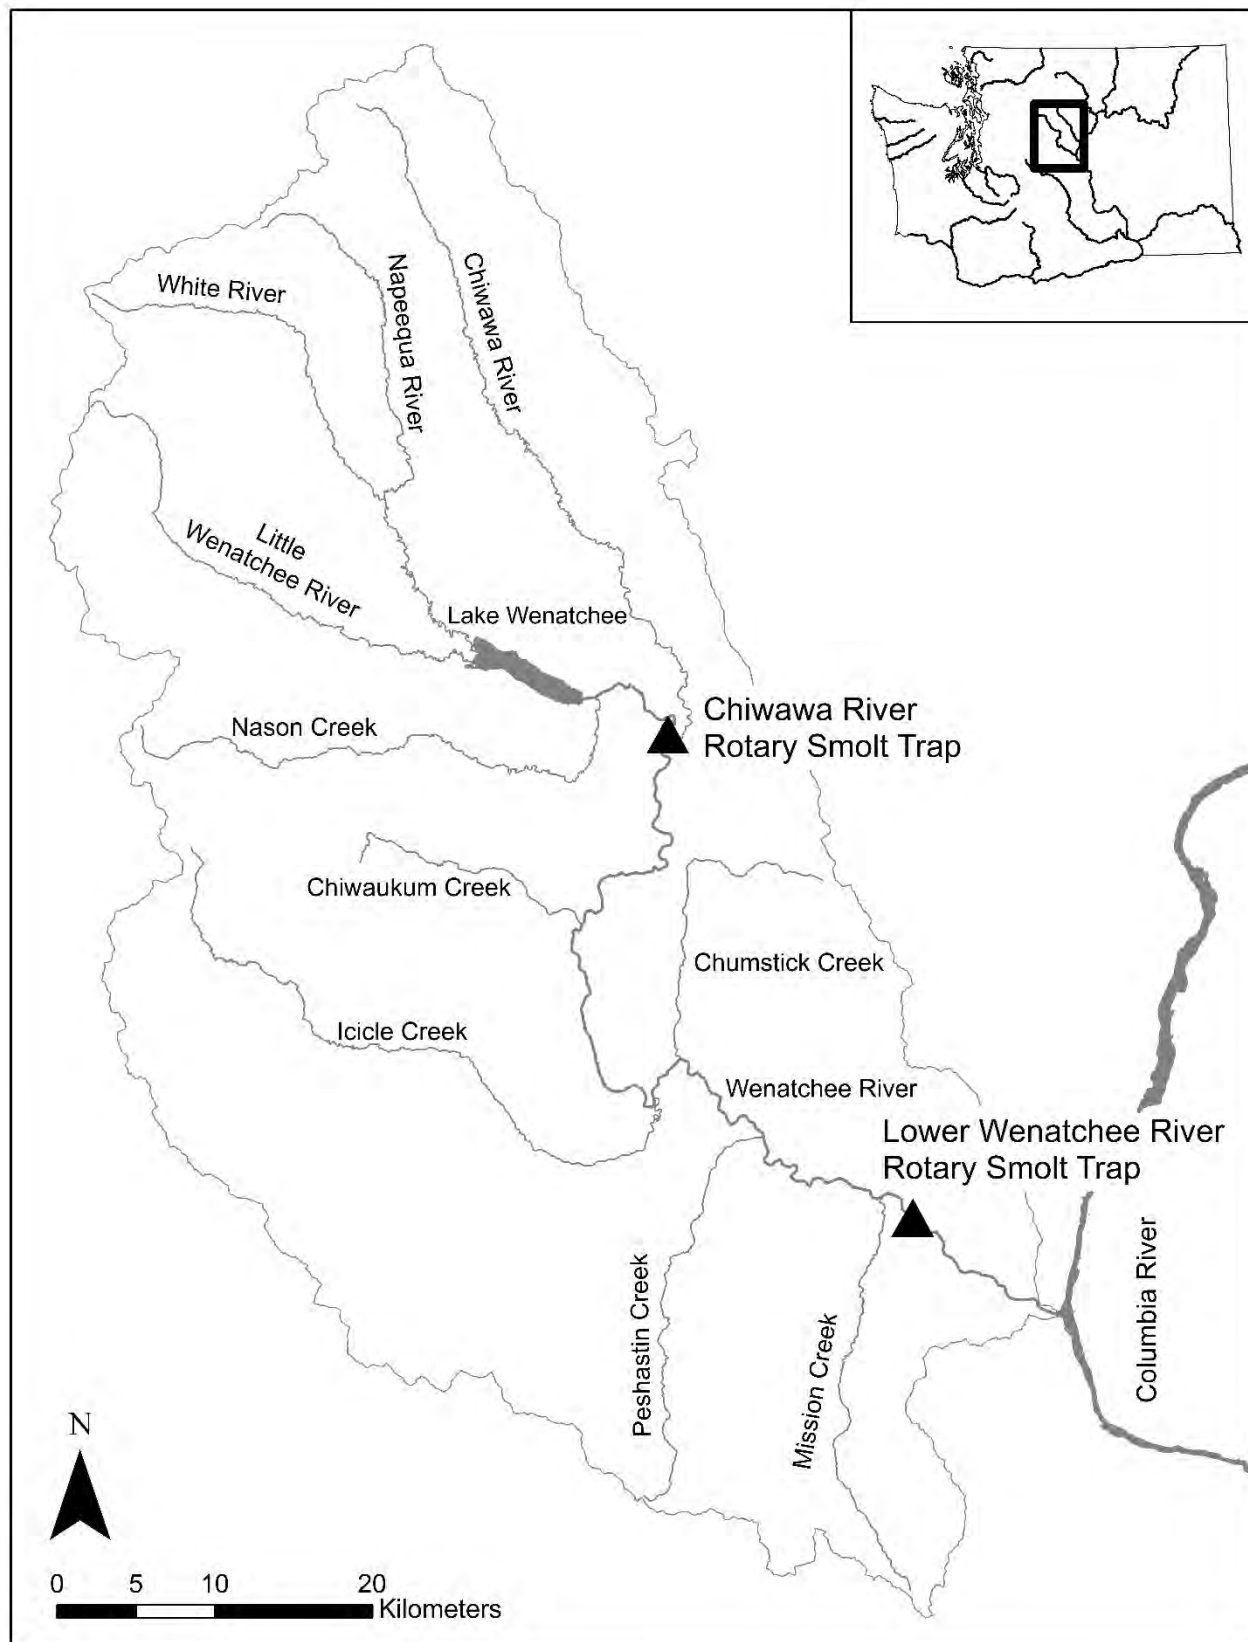 White River
Napeequa River
Chiwawa River
Little
Wenatchee River
Lake Wenatchee
Chiwawa River
Rotary Smolt Trap
Nason Creek
Chiwaukum Creek
Chumstick Creek
Icicle Creek
Wenatchee River
Lower Wenatchee River
Rotary Smolt Trap
Peshastin Creek
Mission Creek
Columbia River
N
0 5 10 20
Kilometers